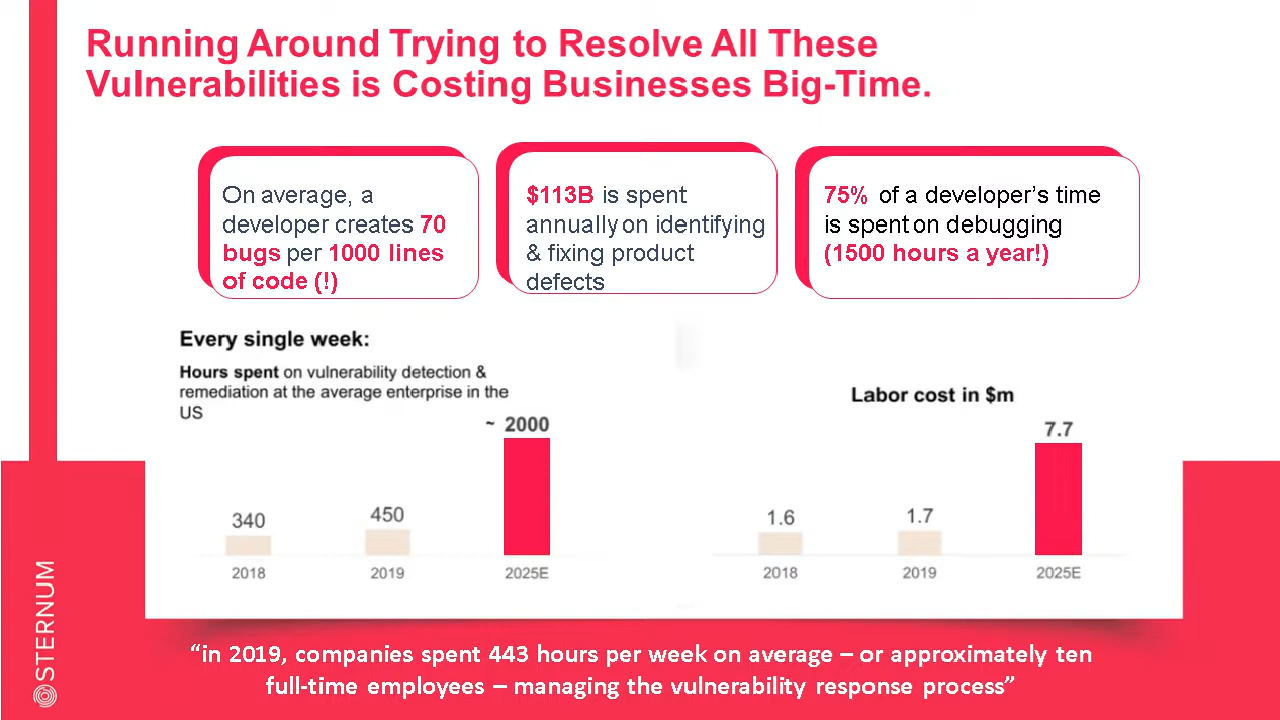 Running Around Trying to Resolve All These
Vulnerabilities is Costing Businesses Big-Time.
On average, a
developer creates 70
bugs per 1000 lines
of code (!)
$113B is spent
annually on identifying
& fixing product
defects
75% of a developer’s time
is spent on debugging
(1500 hours a year!)
Every single week:
Hours spent on vulnerability detection &
remediation at the average enterprise in the
US
~ 2000
450
340
2018
2019
2025E
Labor cost in $m
7.7
1.7
1.6
2018
2019
2025E
STERNUM
“in 2019, companies spent 443 hours per week on average – or approximately ten
full-time employees – managing the vulnerability response process”